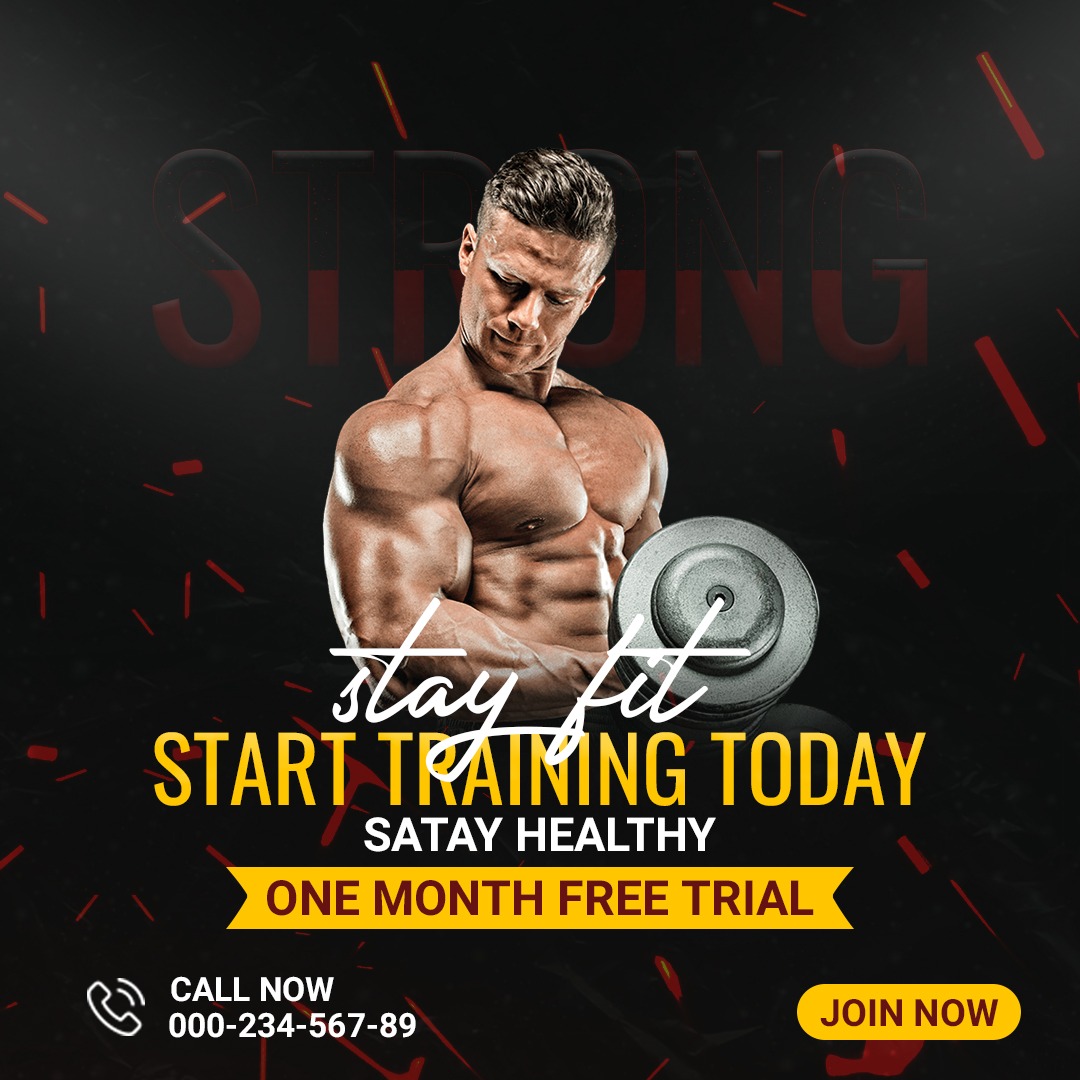 STRONG
stay fit
START TRAINING TODAY
SATAY HEALTHY
ONE MONTH FREE TRIAL
CALL NOW
000-234-567-89
JOIN NOW